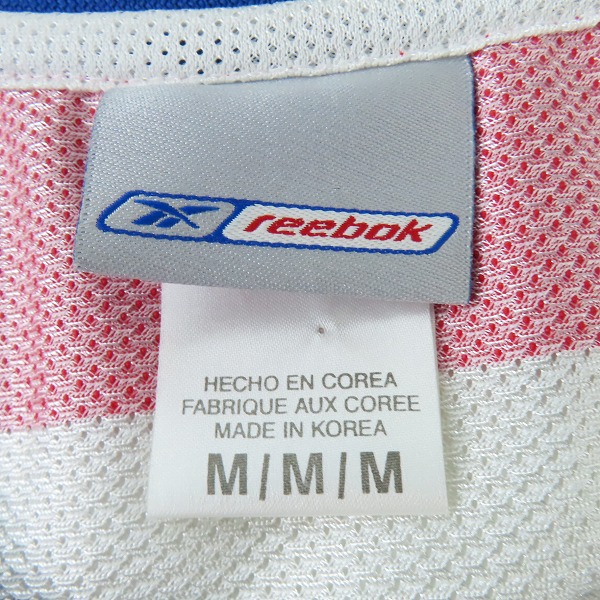 reebok
HECHO EN COREA
FABRIQUE AUX COREE
MADE IN KOREA
M/M/M